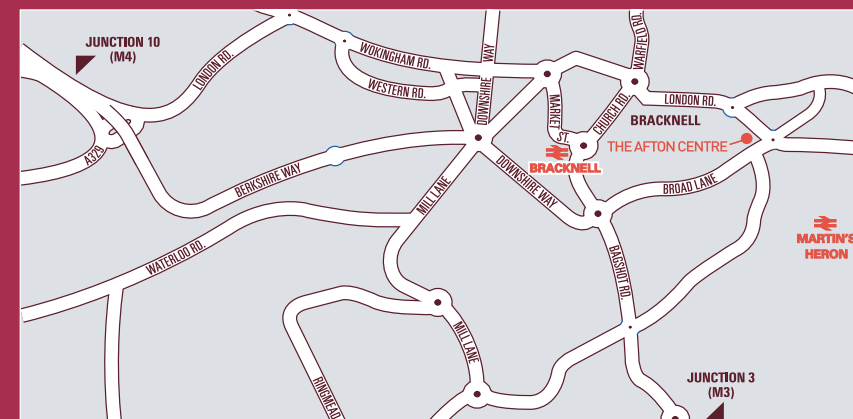 JUNCTION 10
(M4)
LONDON RD.
WOKINGHAM RD.
WESTERN RD.
DOWNSHIRE WAY
WARFIELD RD.
MARKET ST.
CHURCH RD.
LONDON RD.
BRACKNELL
THE AFTON CENTRE
BRACKNELL
A329
BERKSHIRE WAY
MILL LANE
DOWNSHIRE WAY
BROAD LANE
MARTIN'S
HERON
WATERLOO RD.
BAGSHOT RD.
MILL LANE
RINGMEAD
JUNCTION 3
(M3)